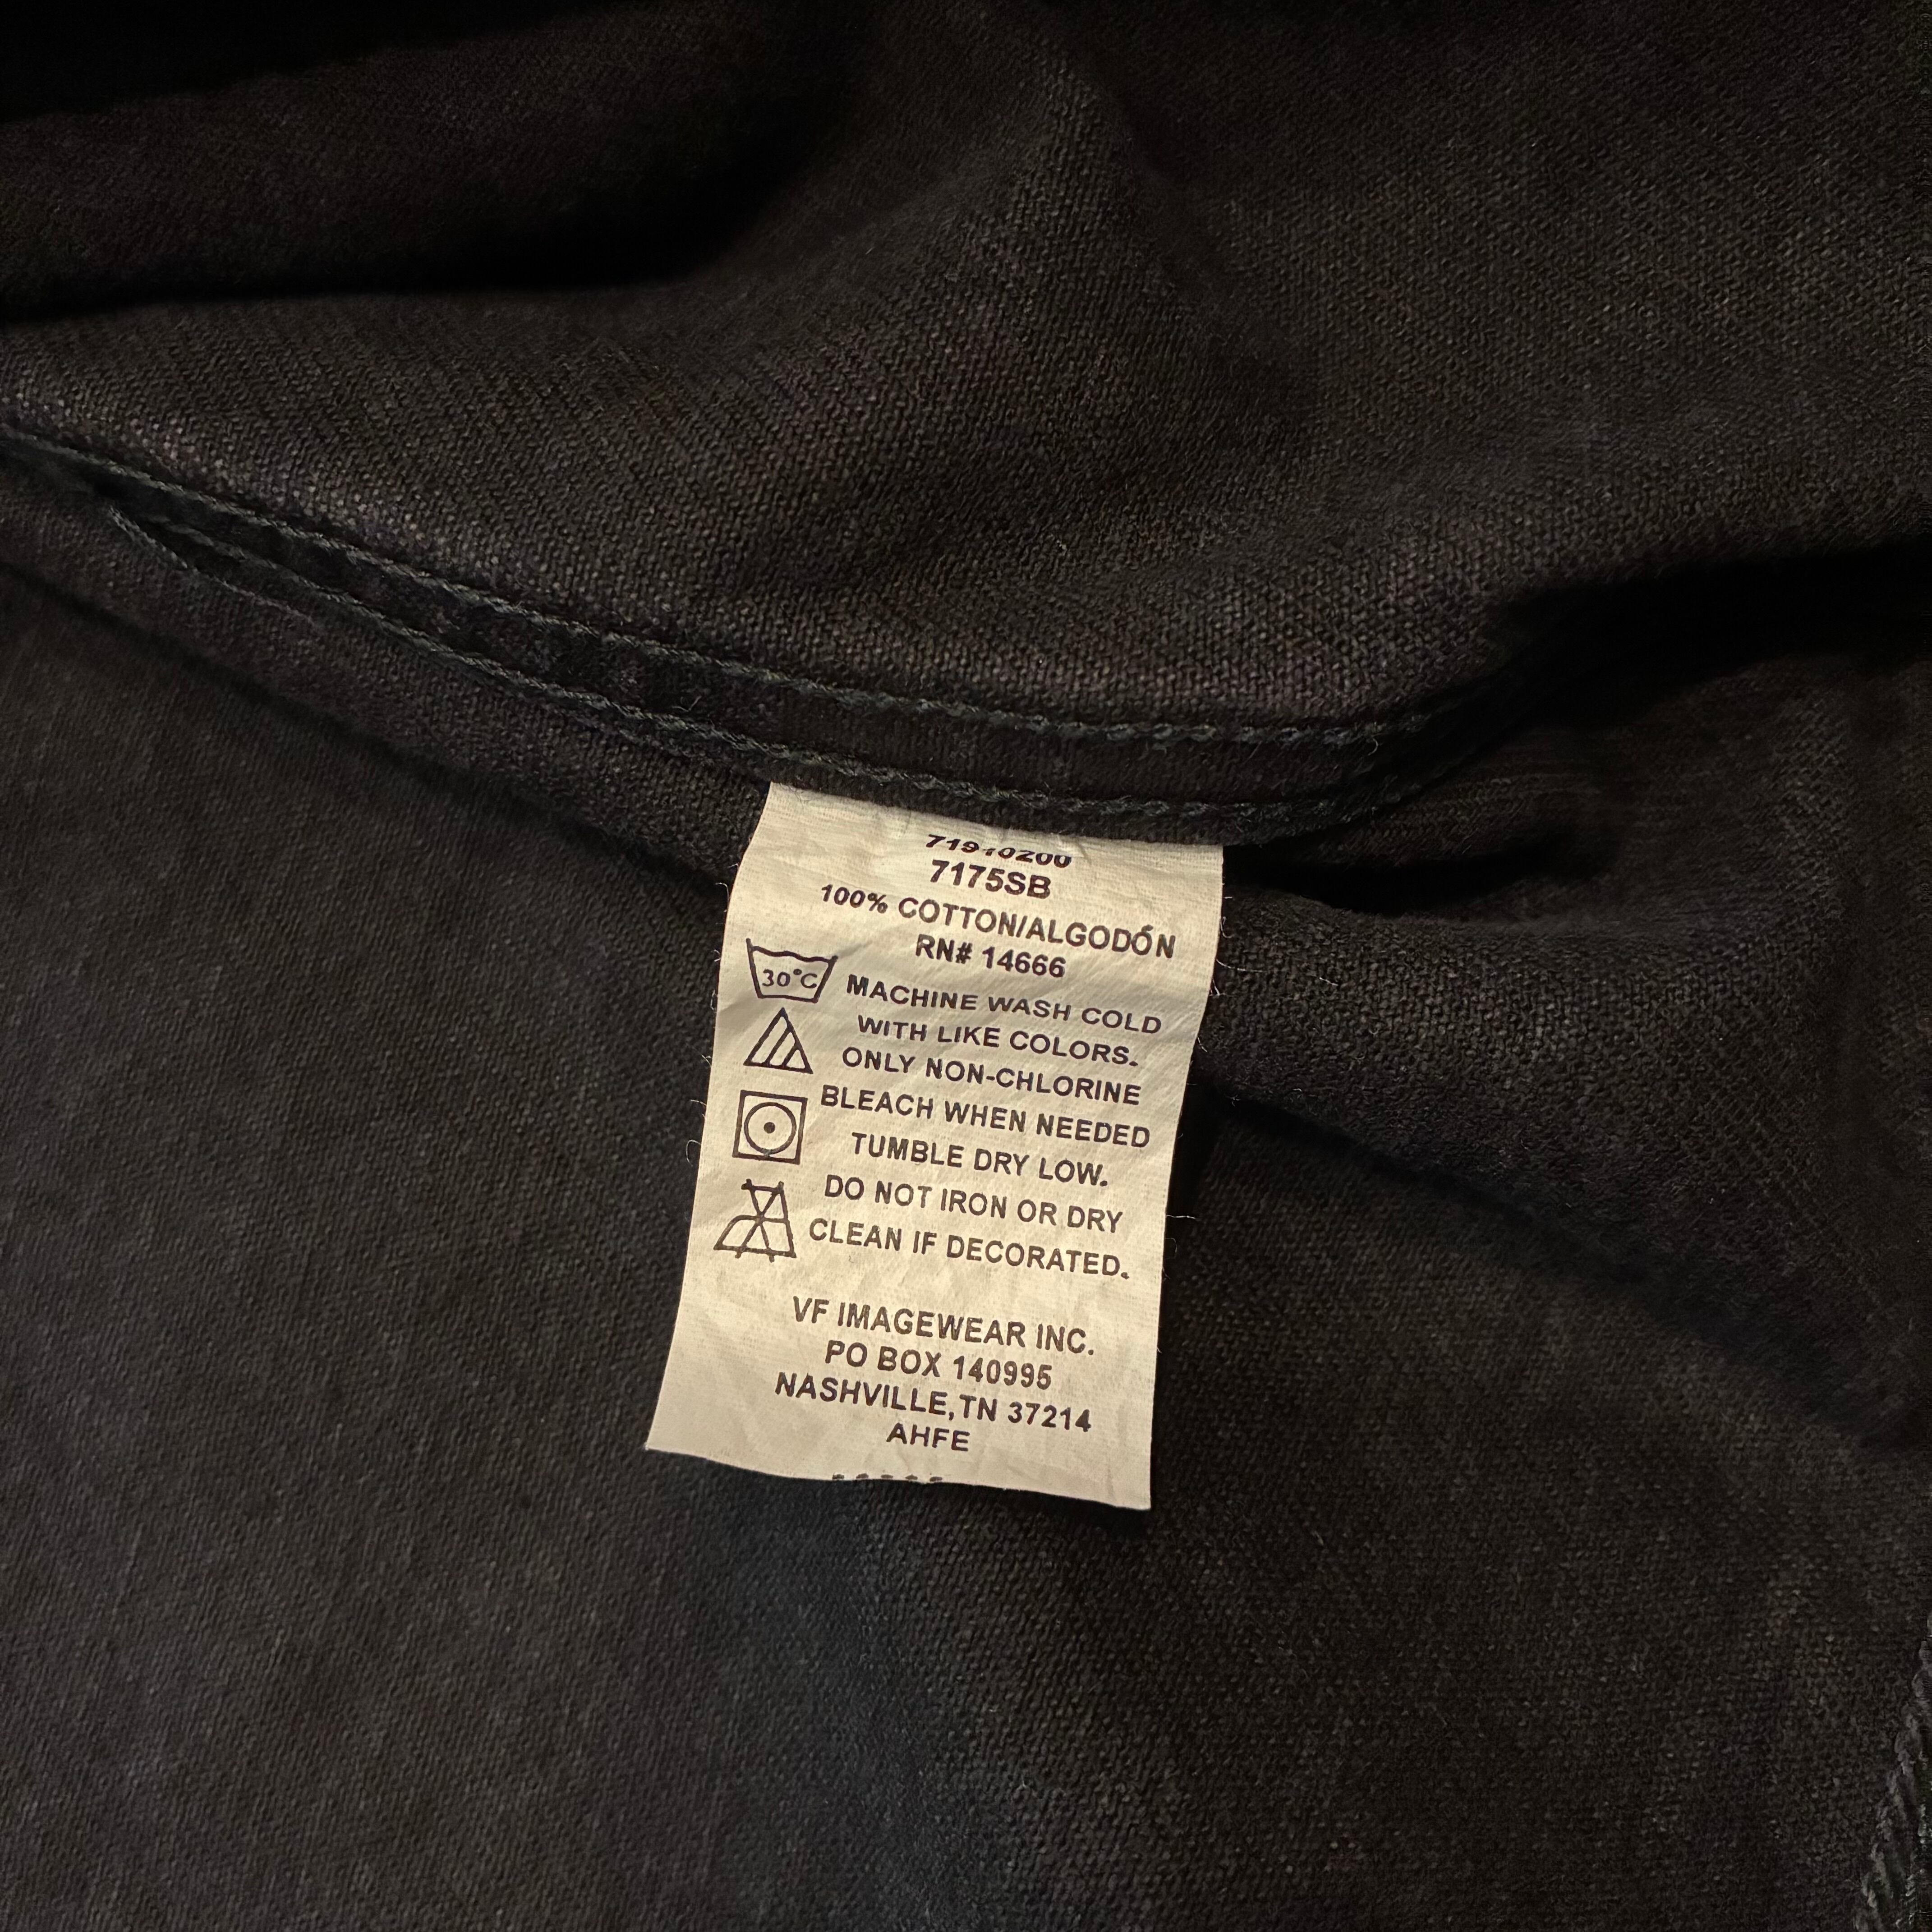 7175SB
100% COTTON/ALGODÓN
RN# 14666
30°C
MACHINE WASH COLD
WITH LIKE COLORS.
ONLY NON-CHLORINE
BLEACH WHEN NEEDED
TUMBLE DRY LOW.
DO NOT IRON OR DRY
CLEAN IF DECORATED.
VF IMAGEWEAR INC.
PO BOX 140995
NASHVILLE,TN 37214
AHFE